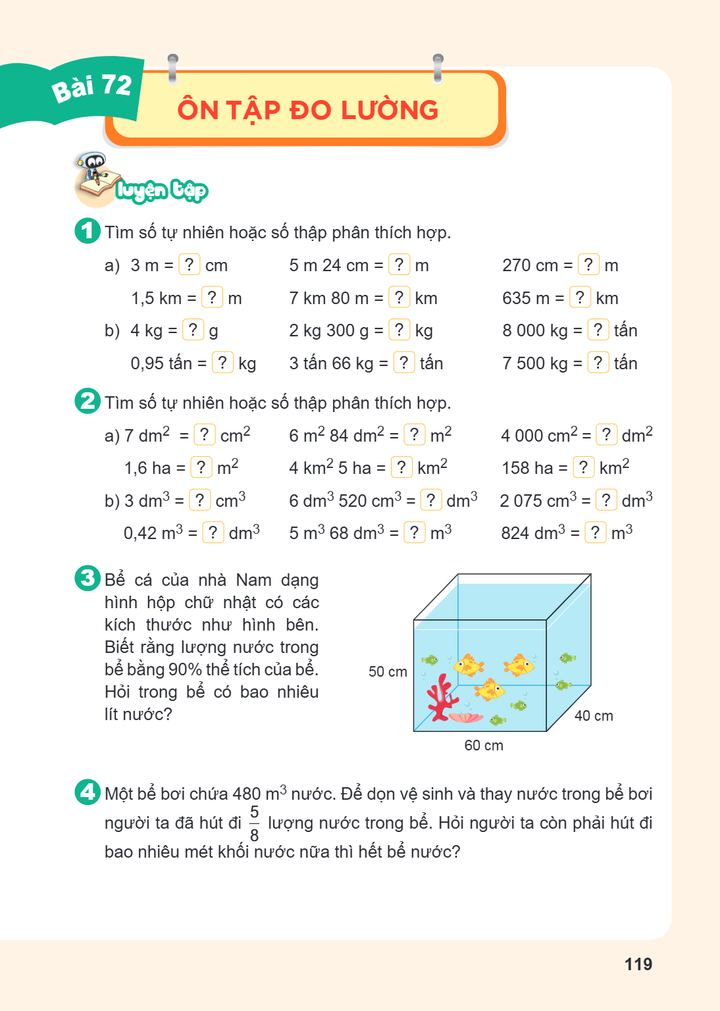 Bài 72
ÔN TẬP ĐO LƯỜNG
luyện tập
1 Tìm số tự nhiên hoặc số thập phân thích hợp.
a) 3 m = ? cm 5 m 24 cm = ? m 270 cm = ? m
1,5 km = ? m 7 km 80 m = ? km 635 m = ? km
b) 4 kg = ? g 2 kg 300 g = ? kg 8 000 kg = ? tấn
0,95 tấn = ? kg 3 tấn 66 kg = ? tấn 7 500 kg = ? tấn
2 Tìm số tự nhiên hoặc số thập phân thích hợp.
a) 7 dm² = ? cm² 6 m² 84 dm² = ? m² 4 000 cm² = ? dm²
1,6 ha = ? m² 4 km² 5 ha = ? km² 158 ha = ? km²
b) 3 dm³ = ? cm³ 6 dm³ 520 cm³ = ? dm³ 2 075 cm³ = ? dm³
0,42 m³ = ? dm³ 5 m³ 68 dm³ = ? m³ 824 dm³ = ? m³
3 Bể cá của nhà Nam dạng
hình hộp chữ nhật có các
kích thước như hình bên.
Biết rằng lượng nước trong
bể bằng 90% thể tích của bể.
Hỏi trong bể có bao nhiêu
lít nước?
50 cm
40 cm
60 cm
4 Một bể bơi chứa 480 m³ nước. Để dọn vệ sinh và thay nước trong bể bơi
người ta đã hút đi 5/8 lượng nước trong bể. Hỏi người ta còn phải hút đi
bao nhiêu mét khối nước nữa thì hết bể nước?
119